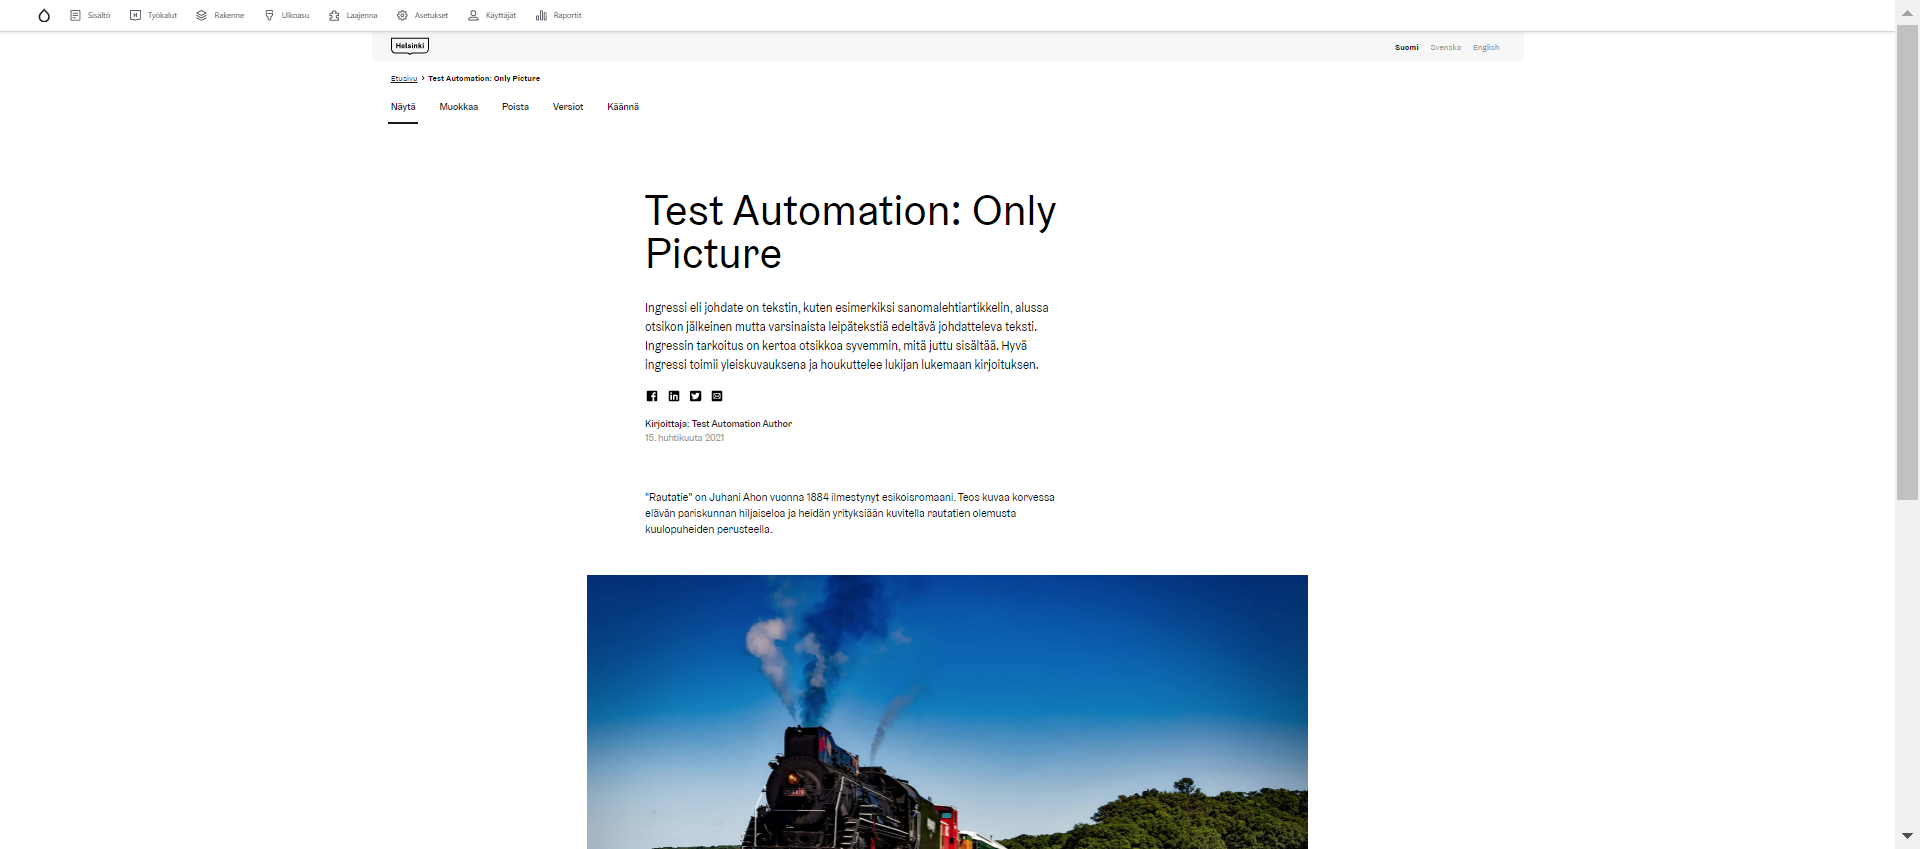 Sisältö Työkalut Rakenne Ulkoasu Laajenna Asetukset Käyttäjät Raportit
Helsinki
Suomi Svenska English
Etusivu › Test Automation: Only Picture
Näytä Muokkaa Poista Versiot Käännä
Test Automation: Only
Picture
Ingressi eli johdate on tekstin, kuten esimerkiksi sanomalehtiartikkelin, alussa
otsikon jälkeinen mutta varsinaista leipätekstiä edeltävä johdatteleva teksti.
Ingressin tarkoitus on kertoa otsikkoa syvemmin, mitä juttu sisältää. Hyvä
ingressi toimii yleiskuvauksena ja houkuttelee lukijan lukemaan kirjoituksen.
Kirjoittaja: Test Automation Author
15. huhtikuuta 2021
"Rautatie" on Juhani Ahon vuonna 1884 ilmestynyt esikoisromaani. Teos kuvaa korvessa
elävän pariskunnan hiljaiseloa ja heidän yrityksiään kuvitella rautatien olemusta
kuulopuheiden perusteella.